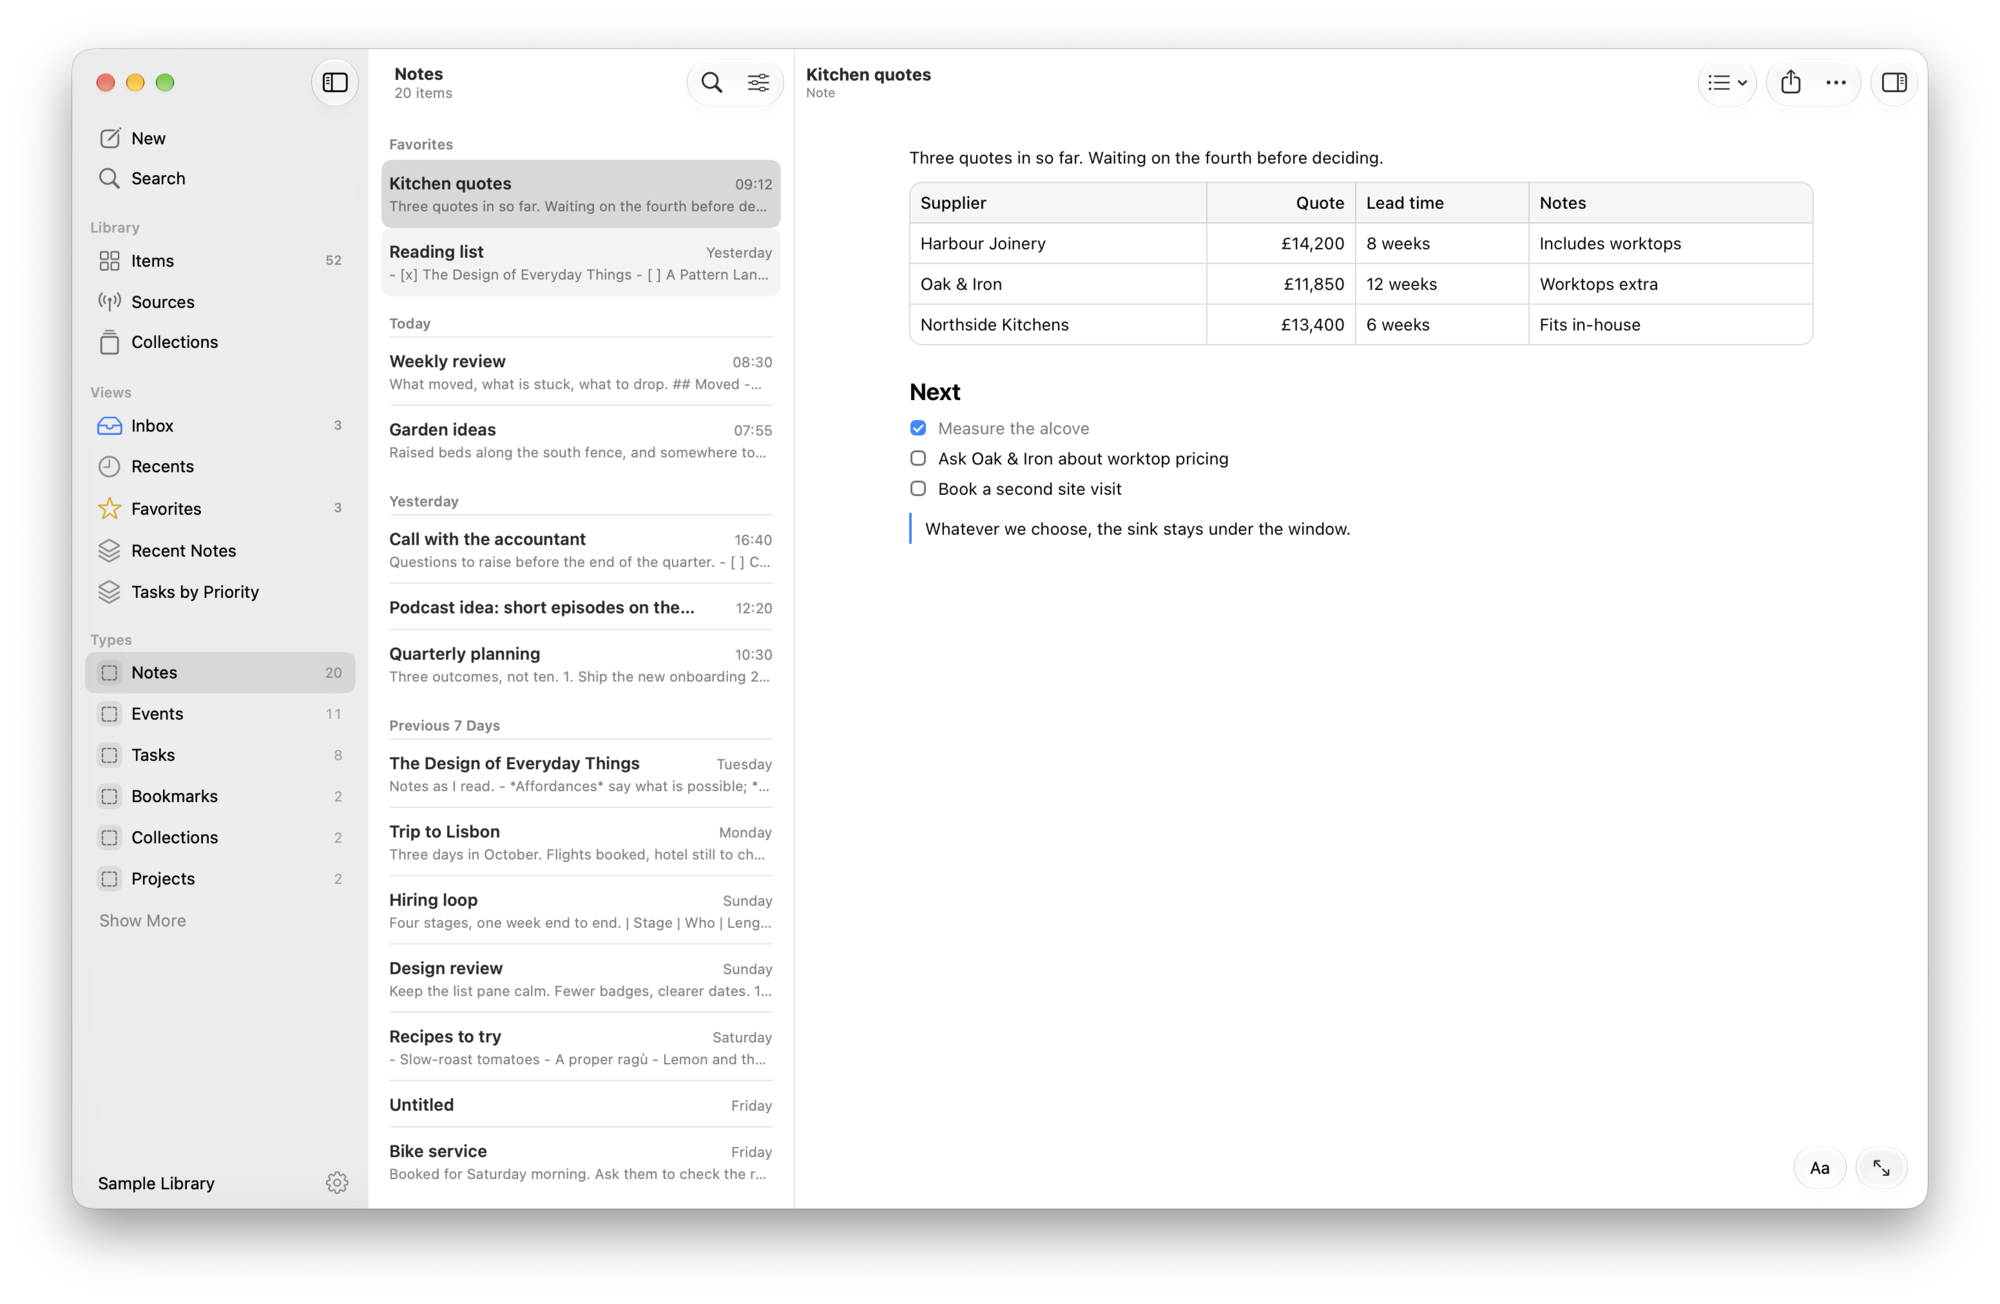 New
Search
Library
Items 52
Sources
Collections
Views
Inbox 3
Recents
Favorites 3
Recent Notes
Tasks by Priority
Types
Notes 20
Events 11
Tasks 8
Bookmarks 2
Collections 2
Projects 2
Show More
Sample Library
Notes
20 items
Favorites
Kitchen quotes 09:12
Three quotes in so far. Waiting on the fourth before de...
Reading list Yesterday
- [x] The Design of Everyday Things - [ ] A Pattern Lan...
Today
Weekly review 08:30
What moved, what is stuck, what to drop. ## Moved -...
Garden ideas 07:55
Raised beds along the south fence, and somewhere to...
Yesterday
Call with the accountant 16:40
Questions to raise before the end of the quarter. - [ ] C...
Podcast idea: short episodes on the... 12:20
Quarterly planning 10:30
Three outcomes, not ten. 1. Ship the new onboarding 2...
Previous 7 Days
The Design of Everyday Things Tuesday
Notes as I read. - *Affordances* say what is possible; *...
Trip to Lisbon Monday
Three days in October. Flights booked, hotel still to ch...
Hiring loop Sunday
Four stages, one week end to end. | Stage | Who | Leng...
Design review Sunday
Keep the list pane calm. Fewer badges, clearer dates. 1...
Recipes to try Saturday
- Slow-roast tomatoes - A proper ragù - Lemon and th...
Untitled Friday
Bike service Friday
Booked for Saturday morning. Ask them to check the r...
Kitchen quotes
Note
Three quotes in so far. Waiting on the fourth before deciding.
Supplier Quote Lead time Notes
Harbour Joinery £14,200 8 weeks Includes worktops
Oak & Iron £11,850 12 weeks Worktops extra
Northside Kitchens £13,400 6 weeks Fits in-house
Next
Measure the alcove
Ask Oak & Iron about worktop pricing
Book a second site visit
Whatever we choose, the sink stays under the window.
Aa